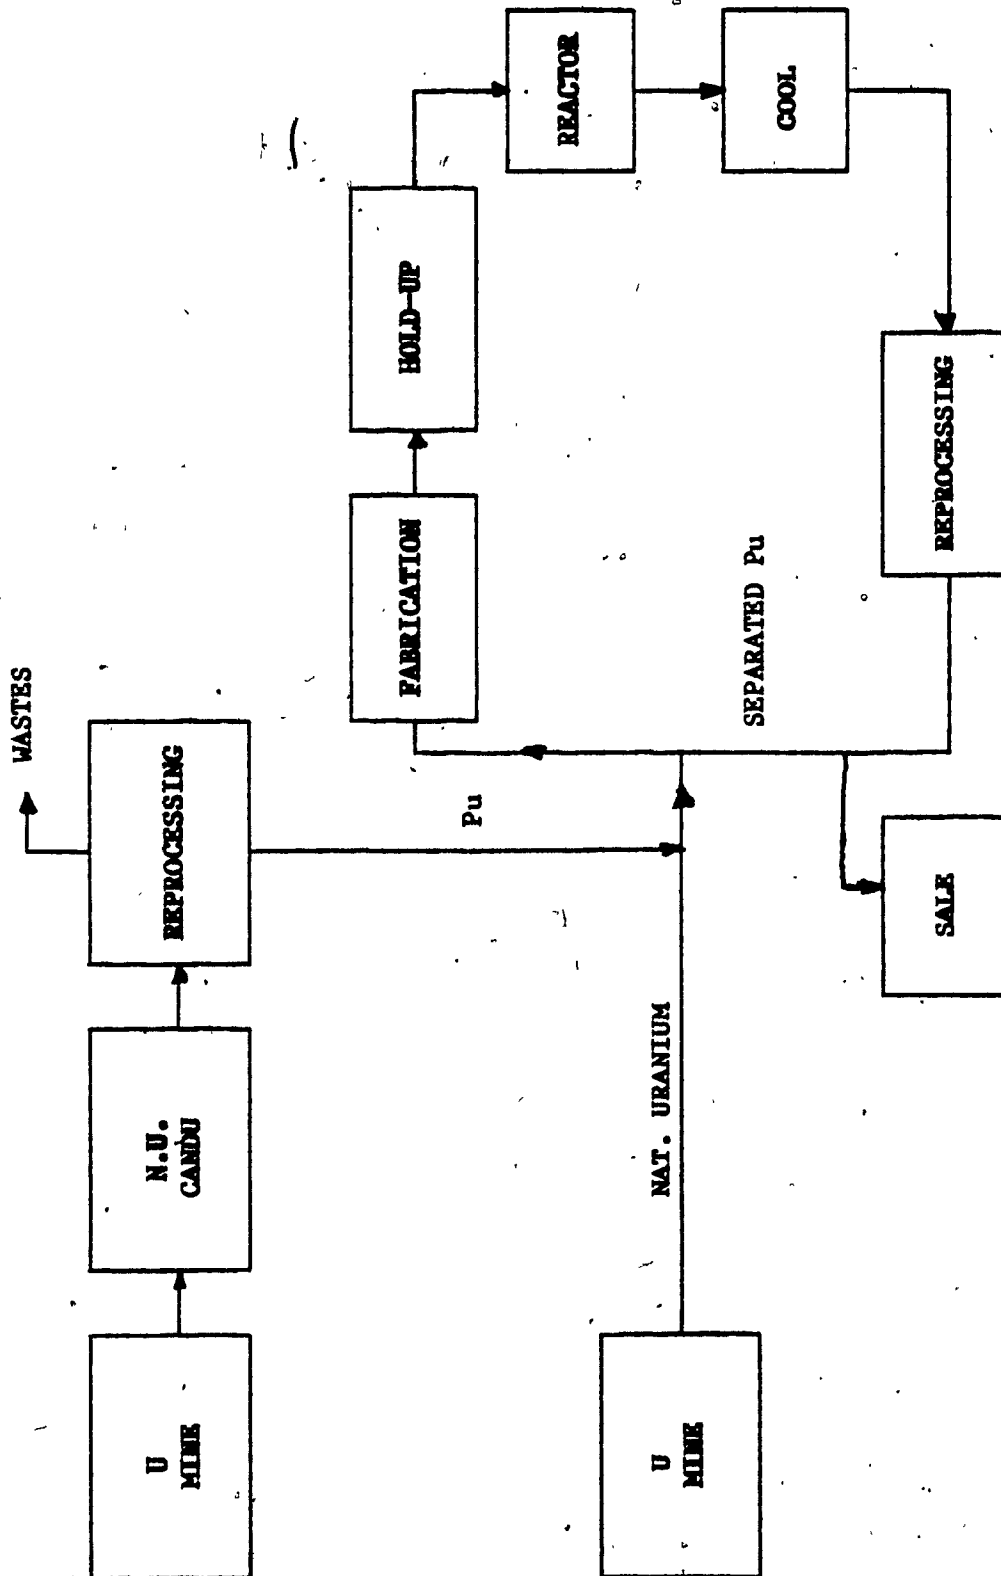 WASTES
U
MINE
N.U.
CANDU
REPROCESSING
Pu
FABRICATION
HOLD-UP
REACTOR
COOL
U
MINE
NAT. URANIUM
SEPARATED Pu
SALE
REPROCESSING